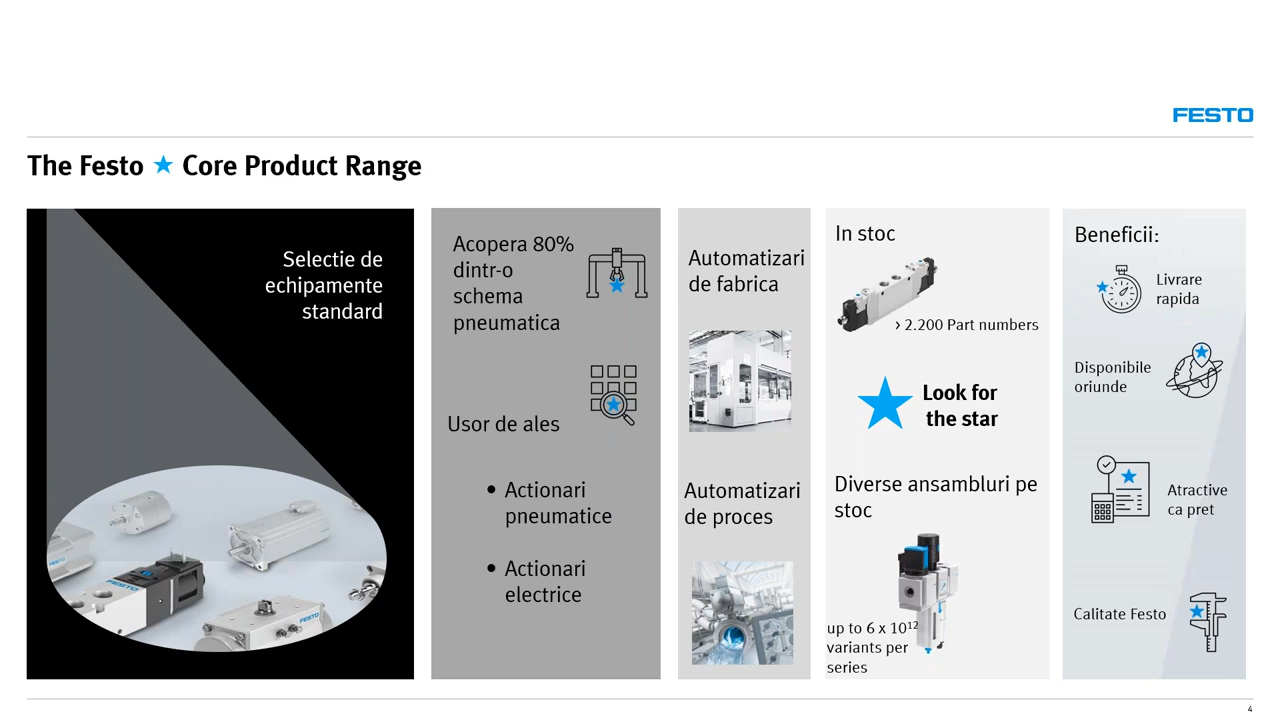 FESTO
The Festo ★ Core Product Range
Selectie de
echipamente
standard
FESTO
FESTO
FESTO
Acopera 80%
dintr-o
schema
pneumatica
Usor de ales
• Actionari
pneumatice
• Actionari
electrice
Automatizari
de fabrica
Automatizari
de proces
In stoc
› 2.200 Part numbers
Look for
the star
Diverse ansambluri pe
stoc
up to 6 x 10¹²
variants per
series
Beneficii:
Livrare
rapida
Disponibile
oriunde
Atractive
ca pret
Calitate Festo
4